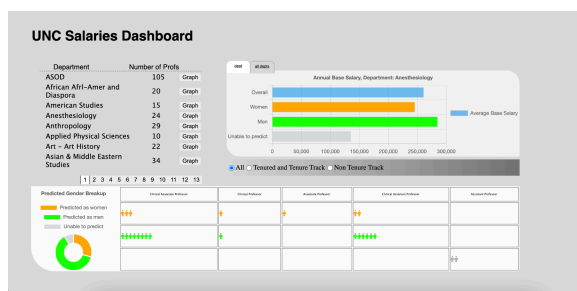 UNC Salaries Dashboard
Department Number of Profs
ASOD 105 Graph
African Afri-Amer and
Diaspora 20 Graph
American Studies 15 Graph
Anesthesiology 24 Graph
Anthropology 29 Graph
Applied Physical Sciences 10 Graph
Art - Art History 22 Graph
Asian & Middle Eastern
Studies 34 Graph
1 2 3 4 5 6 7 8 9 10 11 12 13
dept all depts
Annual Base Salary, Department: Anesthesiology
Overall
Women
Men
Unable to predict
0 50,000 100,000 150,000 200,000 250,000 300,000
Average Base Salary
All Tenured and Tenure Track Non Tenure Track
Predicted Gender Breakup
Predicted as women
Predicted as men
Unable to predict
Clinical Associate Professor Clinical Professor Associate Professor Clinical Assistant Professor Assistant Professor